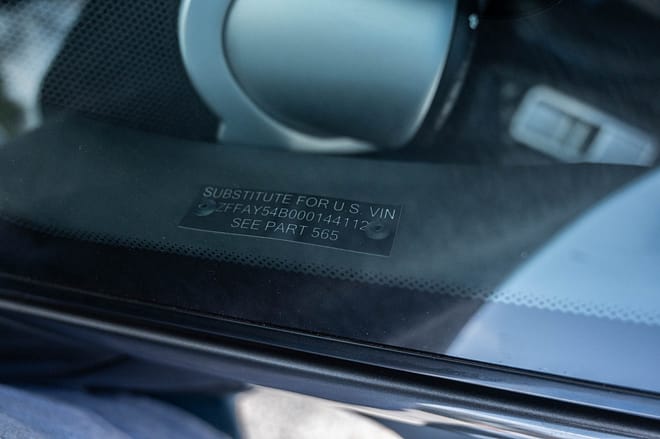 SUBSTITUTE FOR U.S. VIN
ZFFAY54B000144112
SEE PART 565